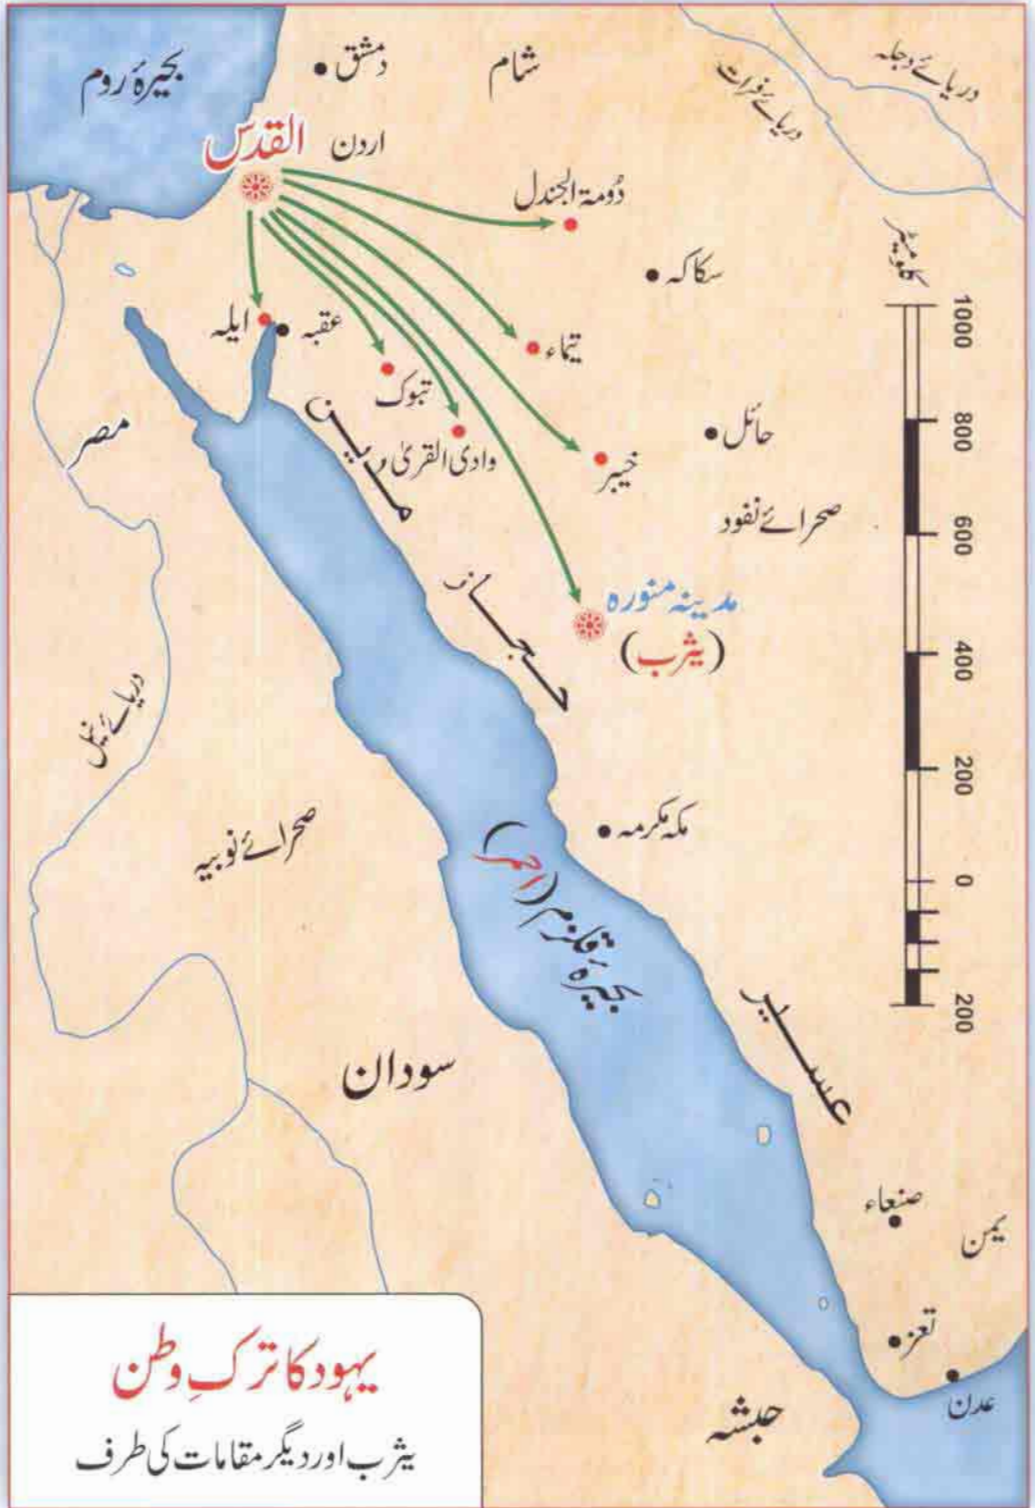 بحیرۂ روم
دمشق
شام
دریائے فرات
دریائے دجلہ
القدس
اردن
دُومۃ الجندل
سکاکہ
کلومیٹر
1000
800
600
400
200
0
200
ایلہ
عقبہ
تیماء
تبوک
حائل
مصر
مدین
وادی القریٰ
خیبر
صحرائے نفود
حجاز
مدینہ منورہ
(یثرب)
دریائے نیل
مکہ مکرمہ
صحرائے نوبیہ
بحیرۂ قلزم (احمر)
عسیر
سودان
صنعاء
یمن
تعز
عدن
حبشہ
یہود کا ترکِ وطن
یثرب اور دیگر مقامات کی طرف